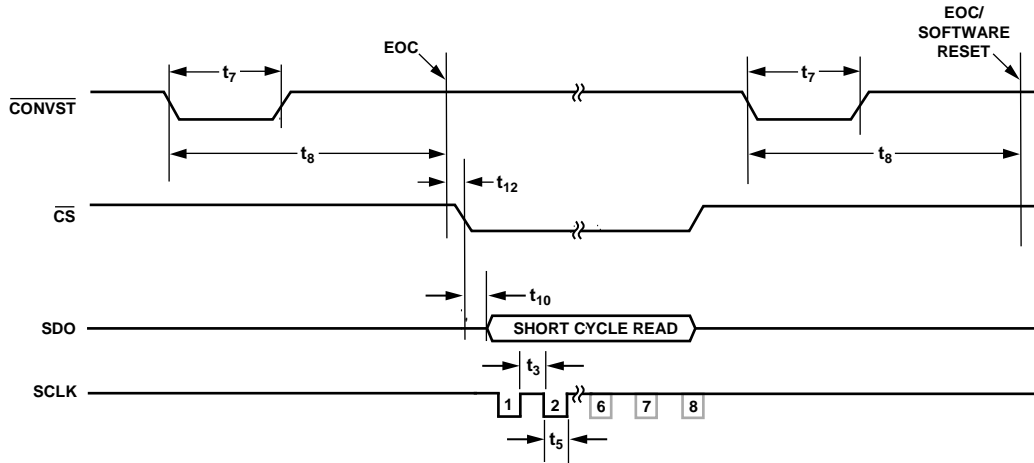 EOC
EOC/
SOFTWARE
RESET
t7
t7
CONVST
t8
t8
t12
CS
t10
SDO
SHORT CYCLE READ
t3
SCLK
1
2
6
7
8
t5